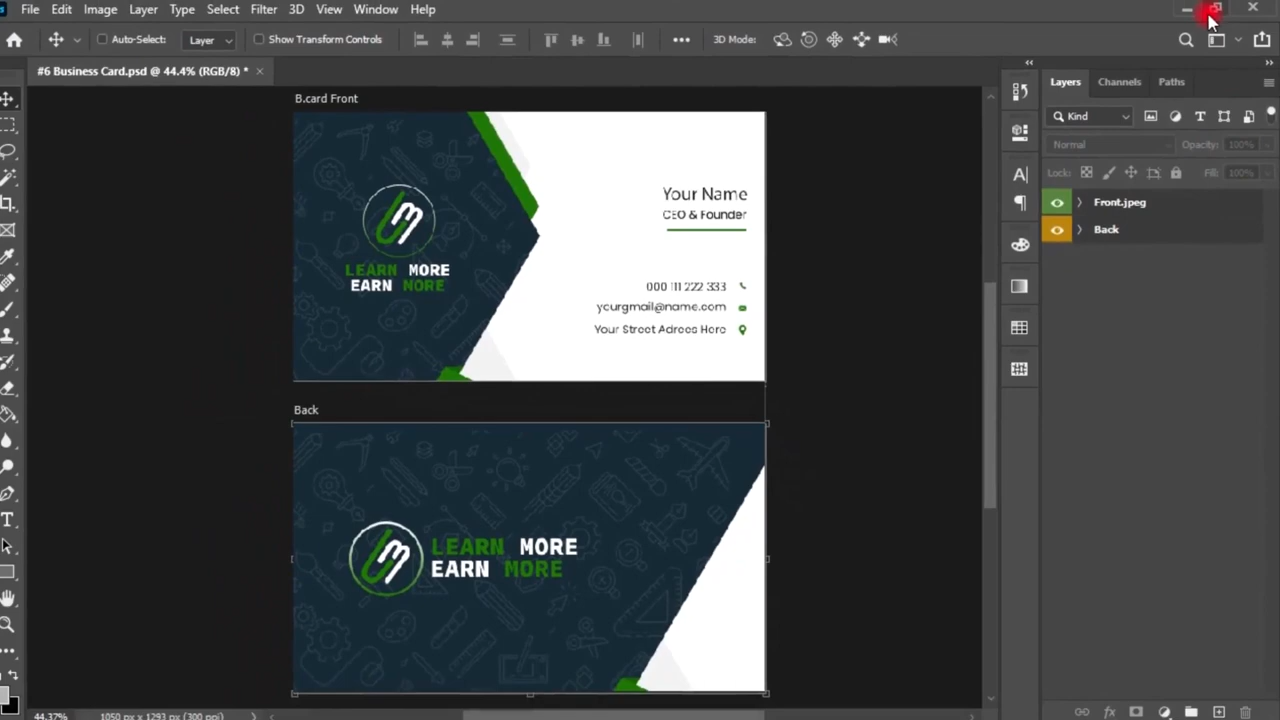 File Edit Image Layer Type Select Filter 3D View Window Help
Auto-Select: Layer Show Transform Controls 3D Mode:
#6 Business Card.psd @ 44.4% (RGB/8) *
Layers Channels Paths
Kind
Normal Opacity: 100%
Lock: Fill: 100%
Front.jpeg
Back
B.card Front
LEARN MORE
EARN MORE
Your Name
CEO & Founder
000 111 222 333
yourgmail@name.com
Your Street Adrees Here
Back
LEARN MORE
EARN MORE
44.37% 1050 px x 1293 px (300 ppi)